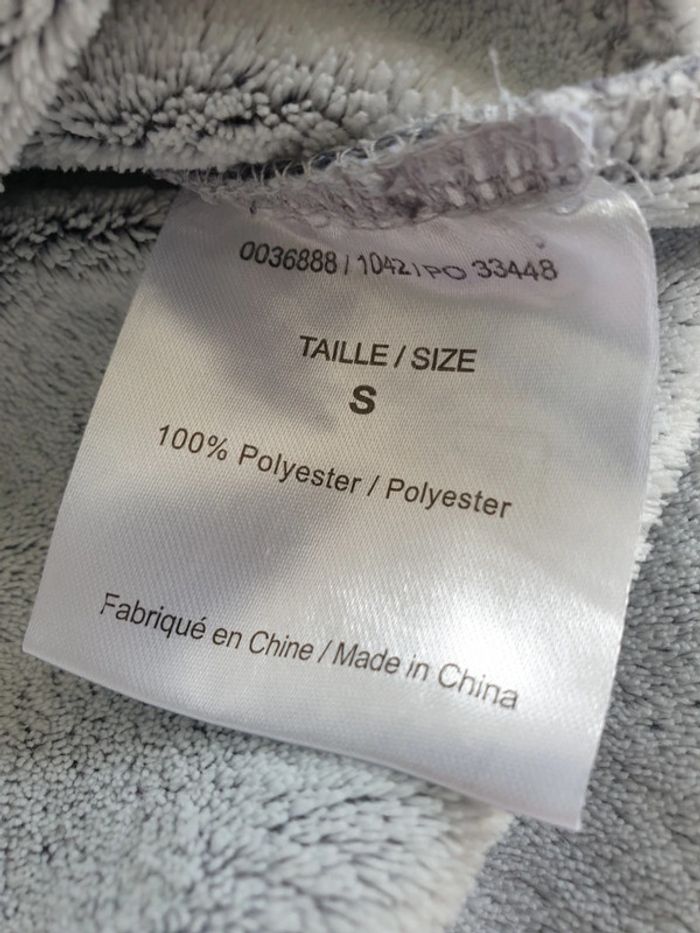 0036888 / 1042 / PO 33448
TAILLE / SIZE
S
100% Polyester / Polyester
Fabriqué en Chine / Made in China